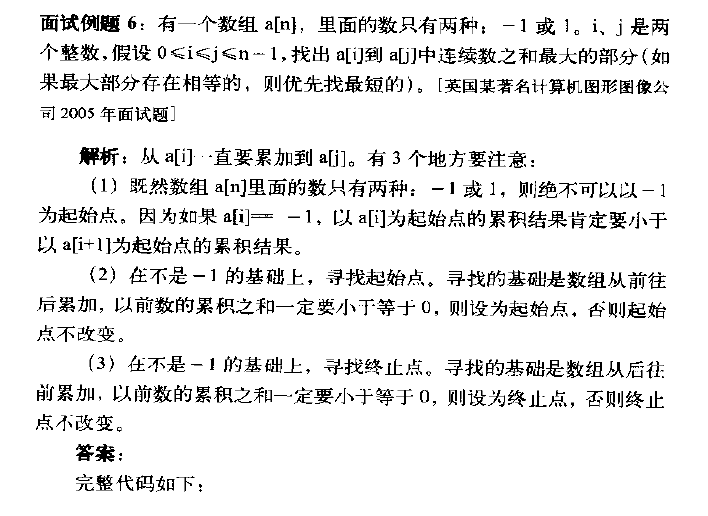 面试例题 6：有一个数组 a[n]，里面的数只有两种：－1 或 1。i、j 是两
个整数，假设 0≤i≤j≤n－1，找出 a[i]到 a[j]中连续数之和最大的部分（如
果最大部分存在相等的，则优先找最短的）。[英国某著名计算机图形图像公
司 2005 年面试题]
解析：从 a[i]一直要累加到 a[j]。有 3 个地方要注意：
（1）既然数组 a[n]里面的数只有两种：－1 或 1，则绝不可以以－1
为起始点。因为如果 a[i]== －1，以 a[i]为起始点的累积结果肯定要小于
以 a[i+1]为起始点的累积结果。
（2）在不是－1 的基础上，寻找起始点。寻找的基础是数组从前往
后累加，以前数的累积之和一定要小于等于 0，则设为起始点，否则起始
点不改变。
（3）在不是－1 的基础上，寻找终止点。寻找的基础是数组从后往
前累加，以前数的累积之和一定要小于等于 0，则设为终止点，否则终止
点不改变。
答案：
完整代码如下：